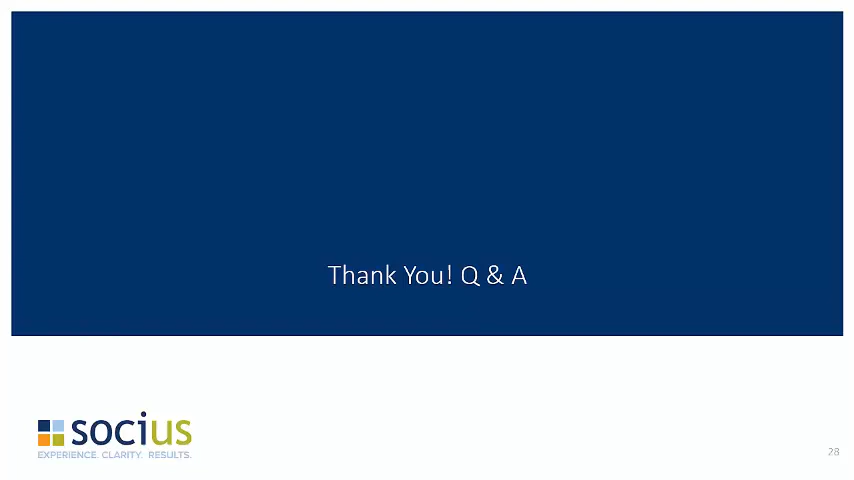 Thank You! Q & A
socius
EXPERIENCE. CLARITY. RESULTS.
28